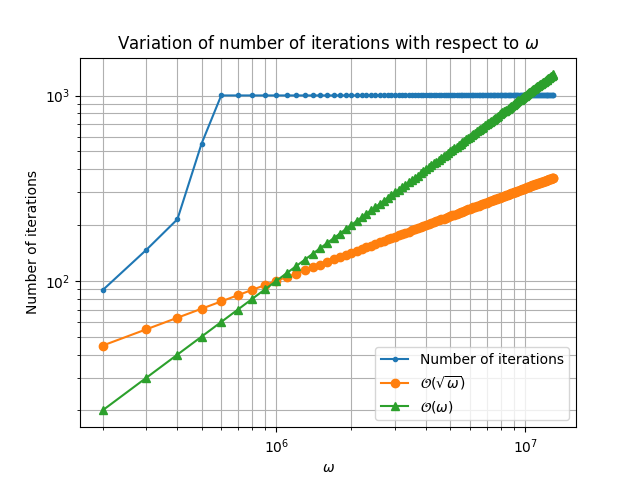 Variation of number of iterations with respect to ω
Number of iterations
10³
10²
Number of iterations
𝒪(√ω)
𝒪(ω)
10⁶
10⁷
ω